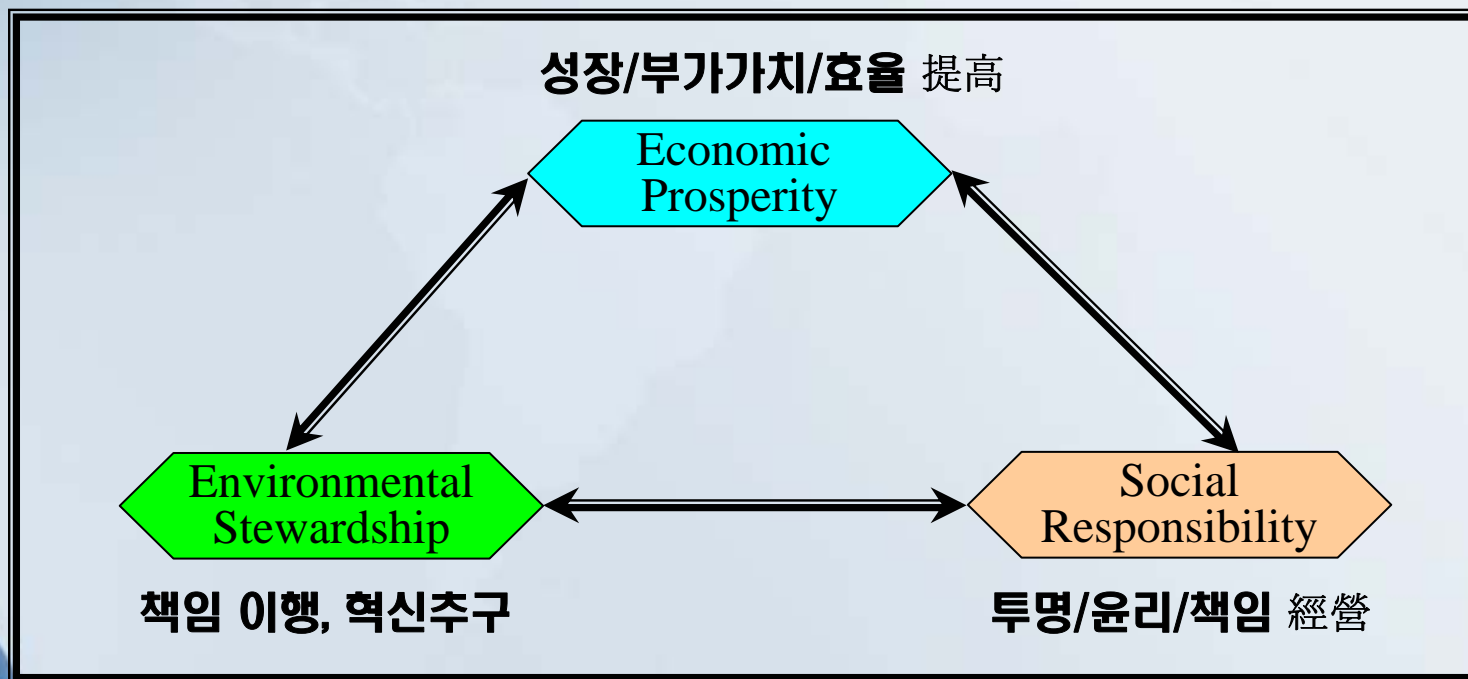 성장/부가가치/효율 提高
Economic
Prosperity
Environmental
Stewardship
Social
Responsibility
책임 이행, 혁신추구
투명/윤리/책임 經營